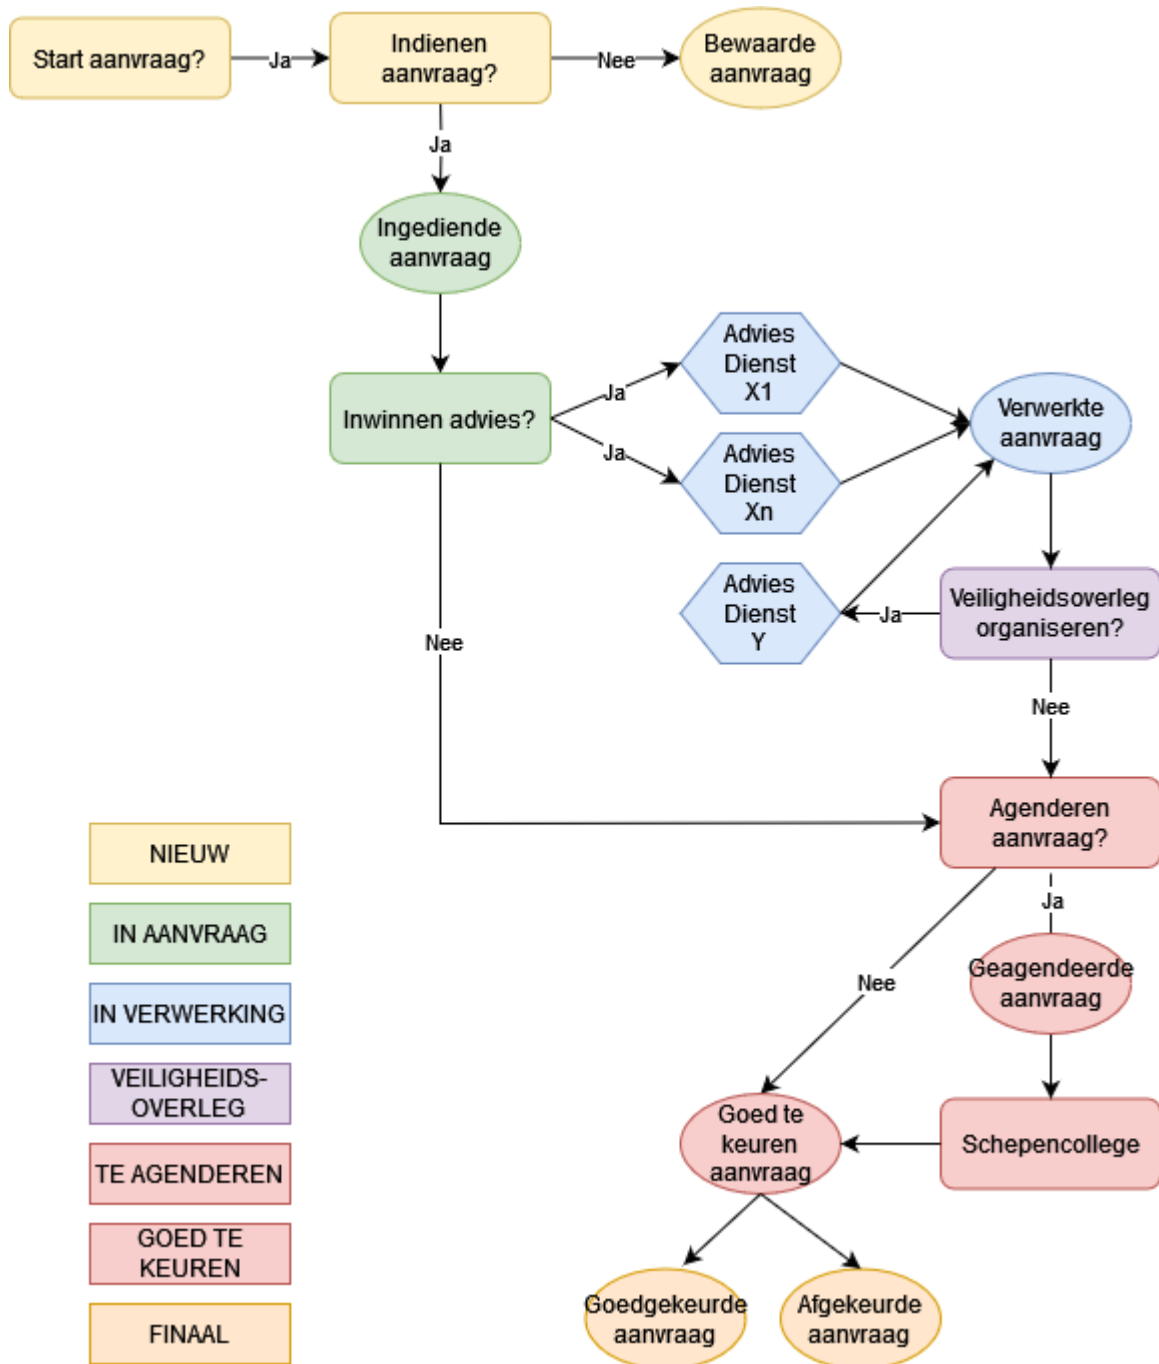 Start aanvraag?
Ja
Indienen
aanvraag?
Nee
Bewaarde
aanvraag
Ja
Ingediende
aanvraag
Inwinnen advies?
Ja
Ja
Advies
Dienst
X1
Advies
Dienst
Xn
Verwerkte
aanvraag
Advies
Dienst
Y
Ja
Veiligheidsoverleg
organiseren?
Nee
Nee
Agenderen
aanvraag?
Ja
Nee
Geagendeerde
aanvraag
Schepencollege
Goed te
keuren
aanvraag
Goedgekeurde
aanvraag
Afgekeurde
aanvraag
NIEUW
IN AANVRAAG
IN VERWERKING
VEILIGHEIDS-
OVERLEG
TE AGENDEREN
GOED TE
KEUREN
FINAAL